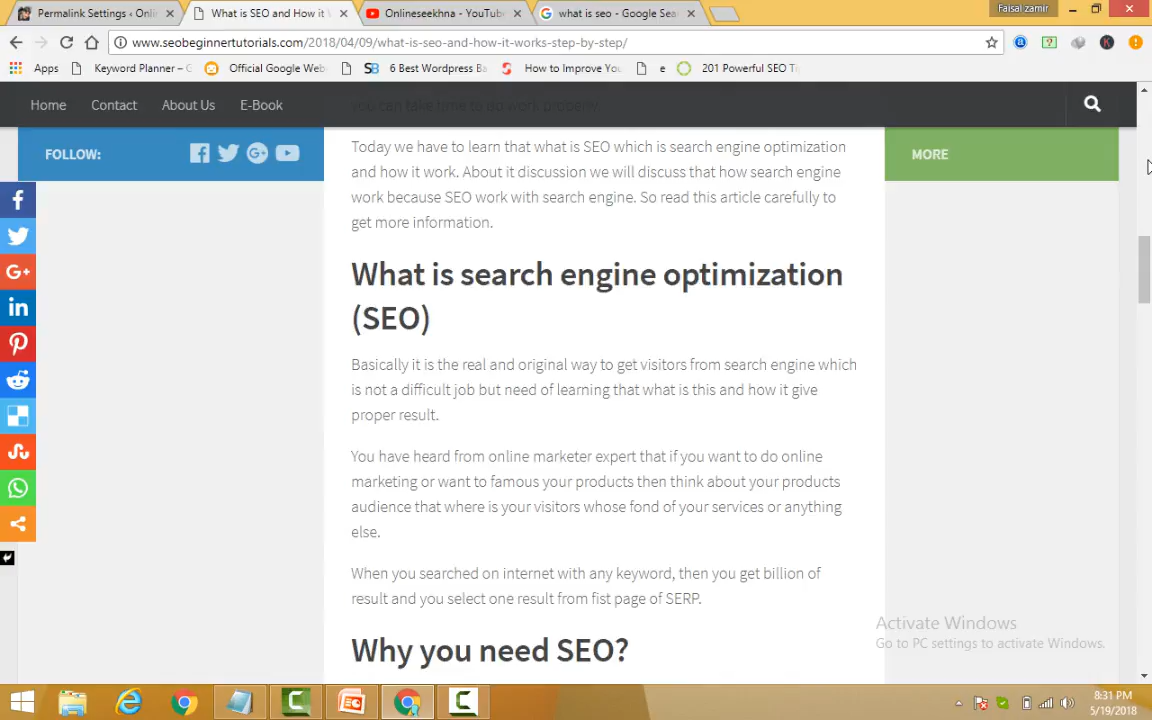 Permalink Settings ‹ Onli
What is SEO and How it
Onlineseekhna - YouTube
what is seo - Google Sear
Faisal zamir
www.seobeginnertutorials.com/2018/04/09/what-is-seo-and-how-it-works-step-by-step/
Apps
Keyword Planner –
Official Google Web
6 Best Wordpress Ba
How to Improve You
e
201 Powerful SEO T
Home
Contact
About Us
E-Book
you can take time to do work properly.
FOLLOW:
MORE
Today we have to learn that what is SEO which is search engine optimization
and how it work. About it discussion we will discuss that how search engine
work because SEO work with search engine. So read this article carefully to
get more information.
What is search engine optimization
(SEO)
Basically it is the real and original way to get visitors from search engine which
is not a difficult job but need of learning that what is this and how it give
proper result.
You have heard from online marketer expert that if you want to do online
marketing or want to famous your products then think about your products
audience that where is your visitors whose fond of your services or anything
else.
When you searched on internet with any keyword, then you get billion of
result and you select one result from fist page of SERP.
Why you need SEO?
Activate Windows
Go to PC settings to activate Windows.
8:31 PM
5/19/2018